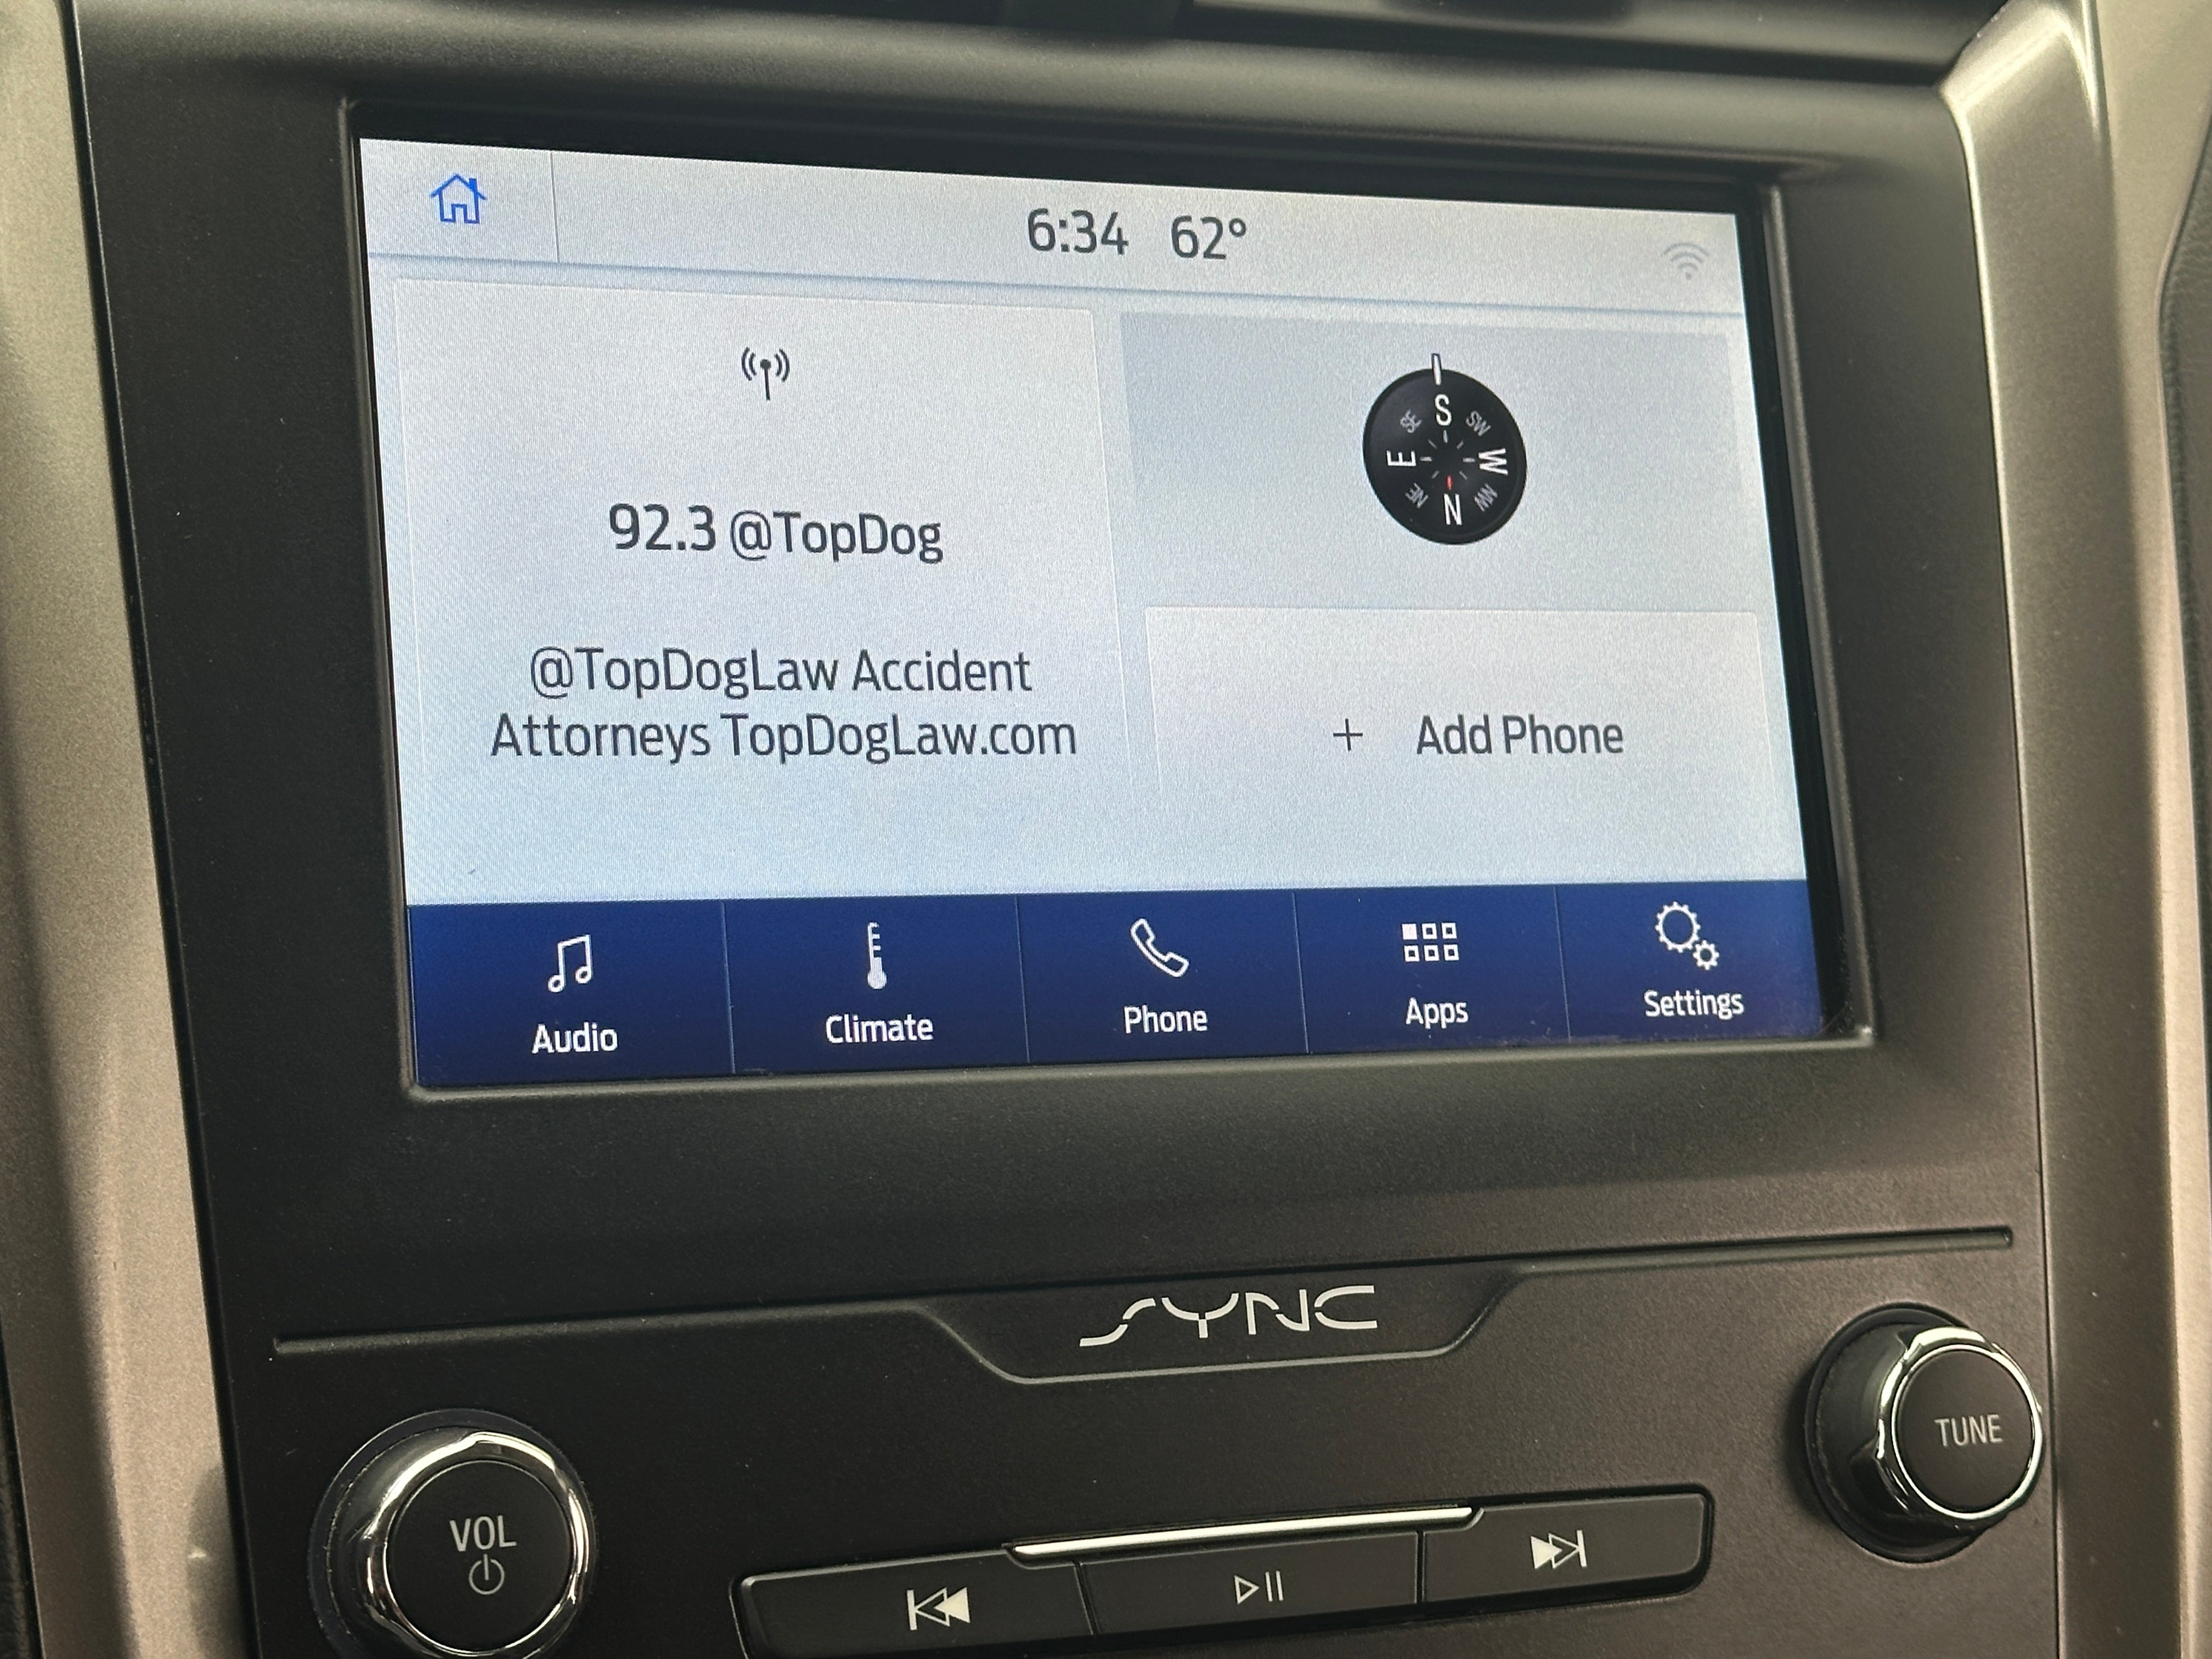 6:34 62°
92.3 @TopDog
@TopDogLaw Accident
Attorneys TopDogLaw.com
S
SE SW
E W
NE NW
N
+ Add Phone
Audio Climate Phone Apps Settings
SYNC
VOL
TUNE